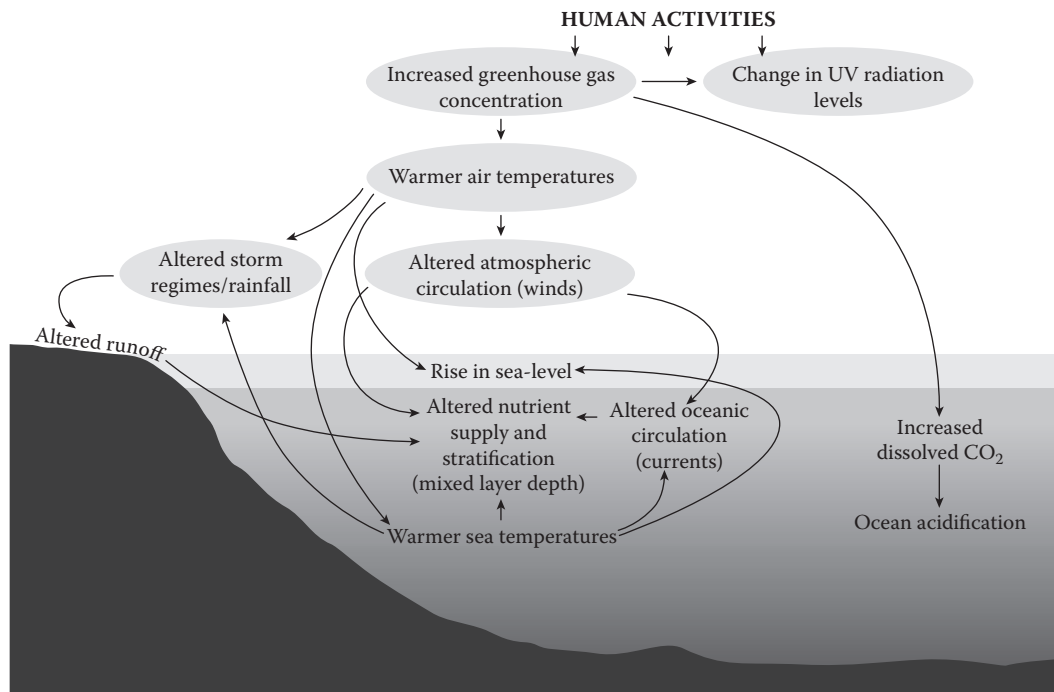 HUMAN ACTIVITIES
Increased greenhouse gas
concentration
Change in UV radiation
levels
Warmer air temperatures
Altered storm
regimes/rainfall
Altered atmospheric
circulation (winds)
Altered runoff
Rise in sea-level
Altered nutrient
supply and
stratification
(mixed layer depth)
Altered oceanic
circulation
(currents)
Increased
dissolved CO₂
Ocean acidification
Warmer sea temperatures